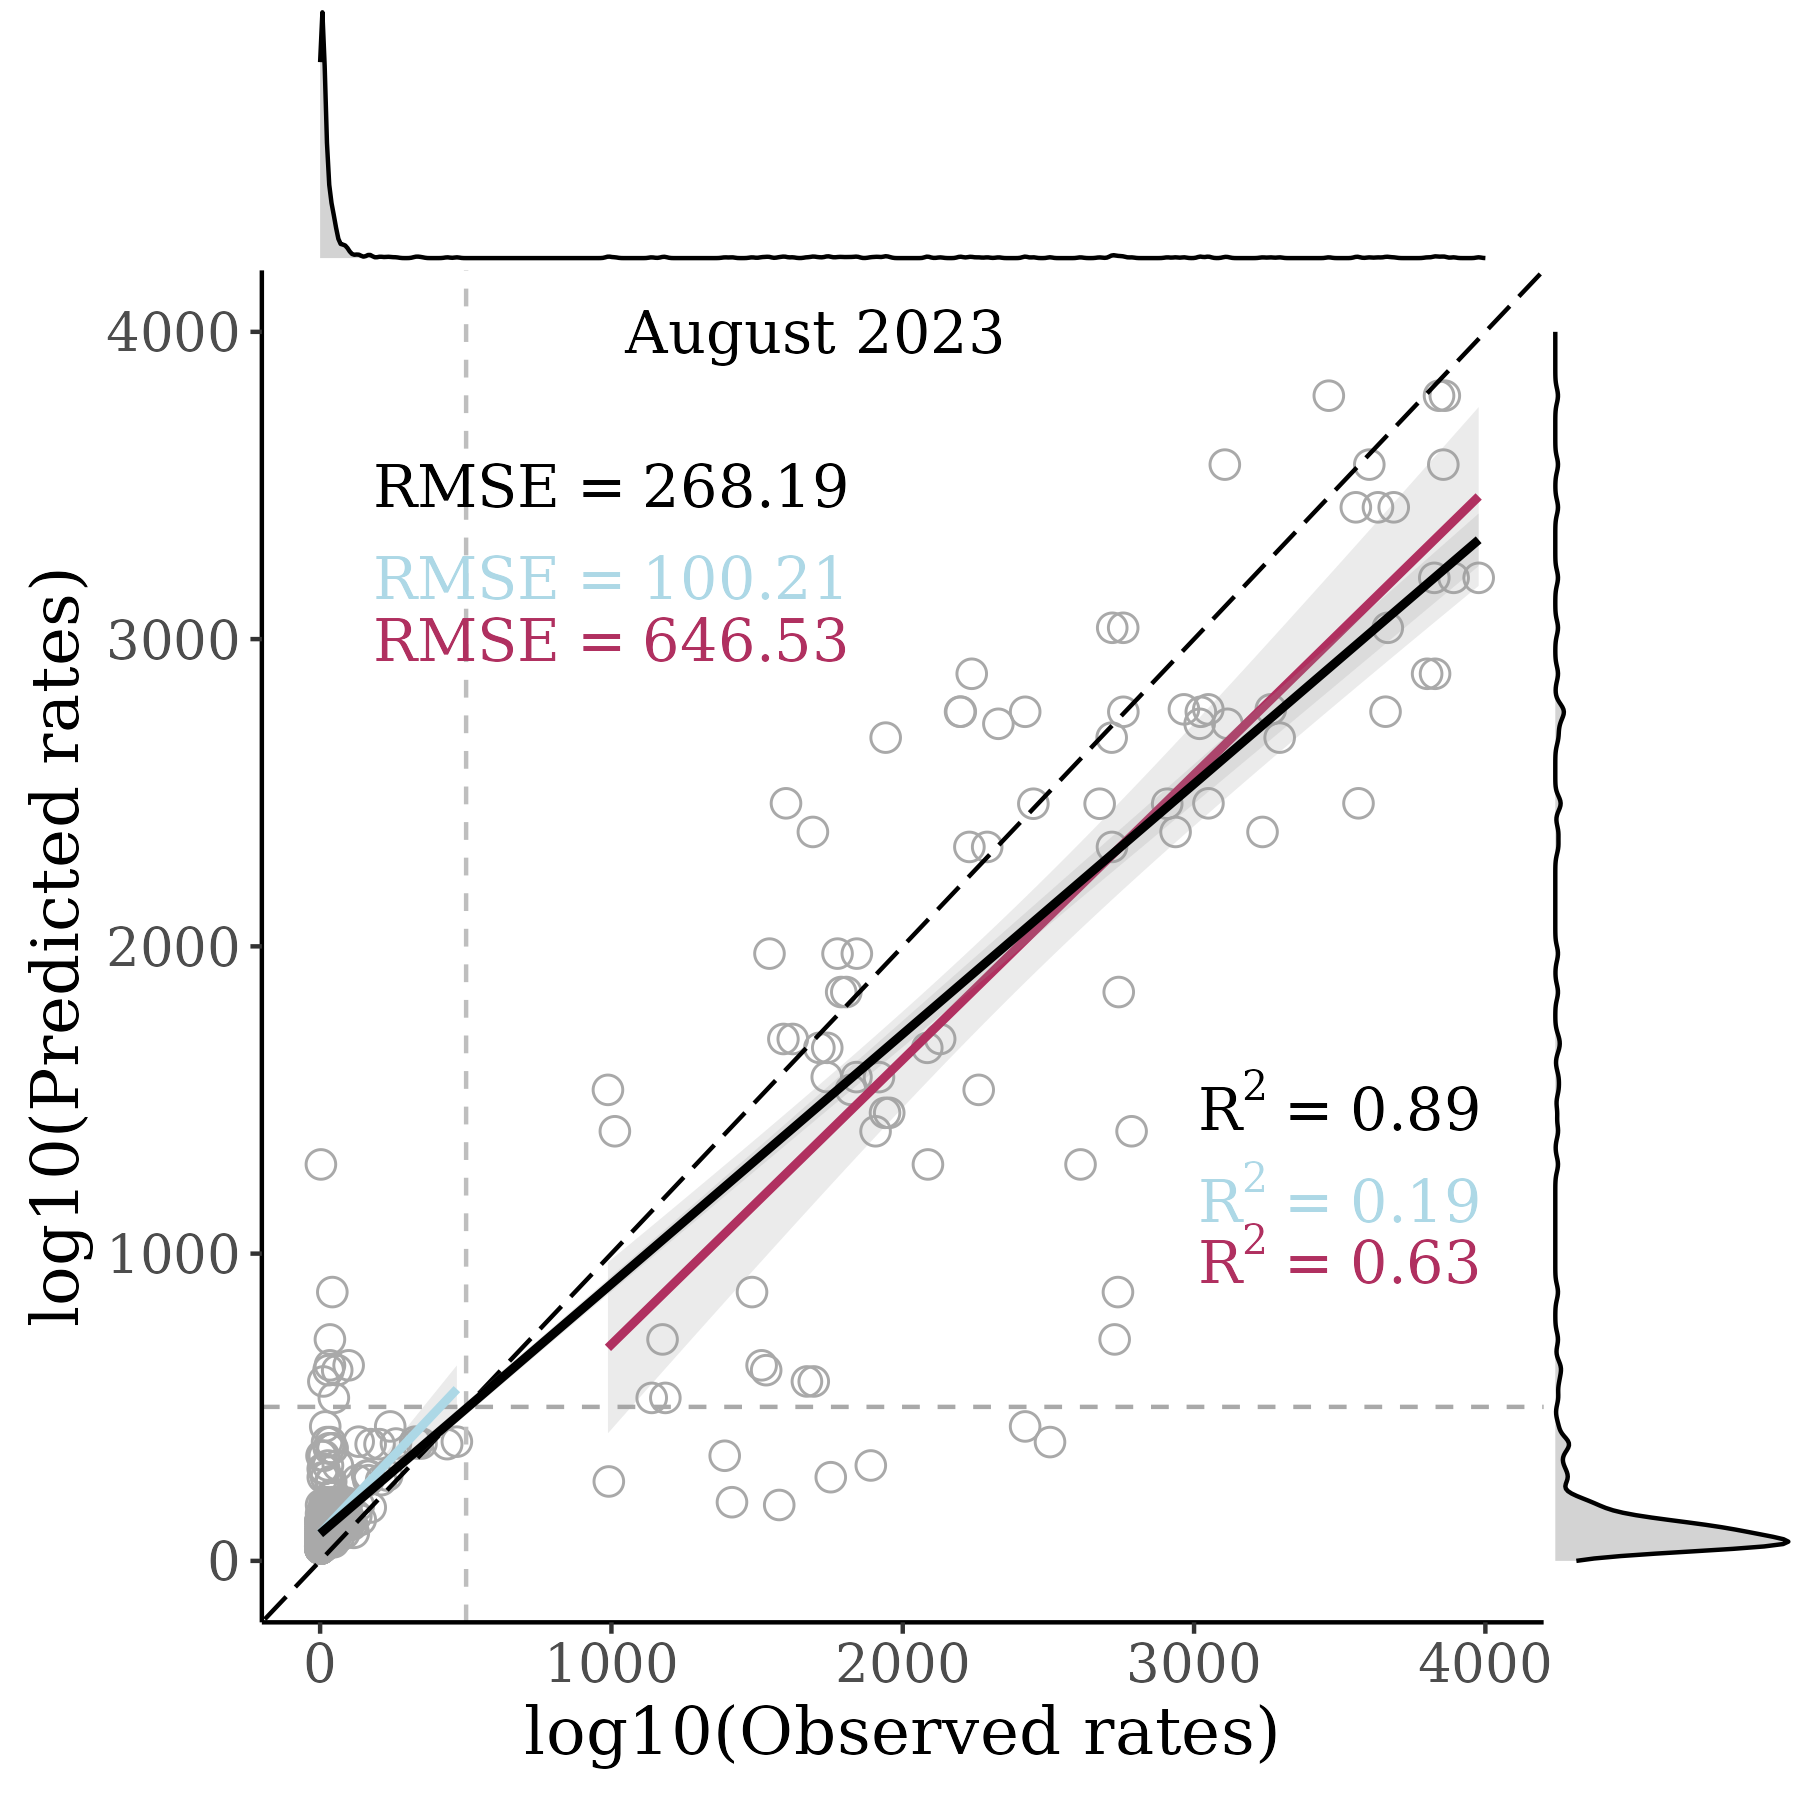 August 2023
4000
RMSE = 268.19
RMSE = 100.21
RMSE = 646.53
3000
2000
R² = 0.89
R² = 0.19
R² = 0.63
1000
0
log10(Predicted rates)
0 1000 2000 3000 4000
log10(Observed rates)